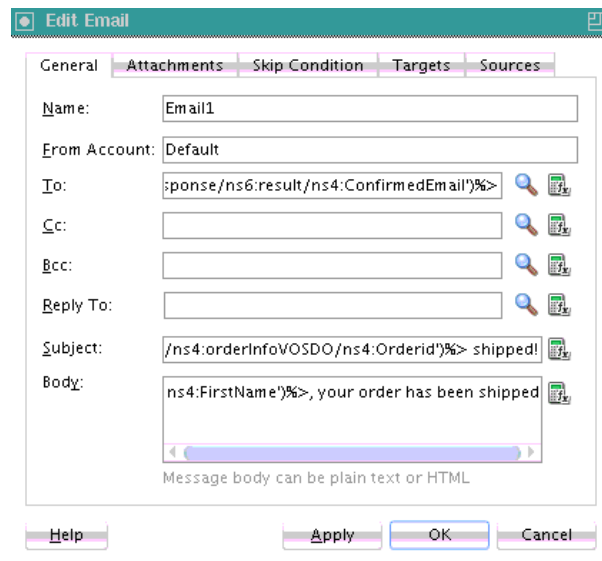 Edit Email
General Attachments Skip Condition Targets Sources
Name: Email1
From Account: Default
To: sponse/ns6:result/ns4:ConfirmedEmail')%>
Cc:
Bcc:
Reply To:
Subject: /ns4:orderInfoVOSDO/ns4:Orderid')%> shipped!
Body: ns4:FirstName')%>, your order has been shipped
Message body can be plain text or HTML
Help Apply OK Cancel